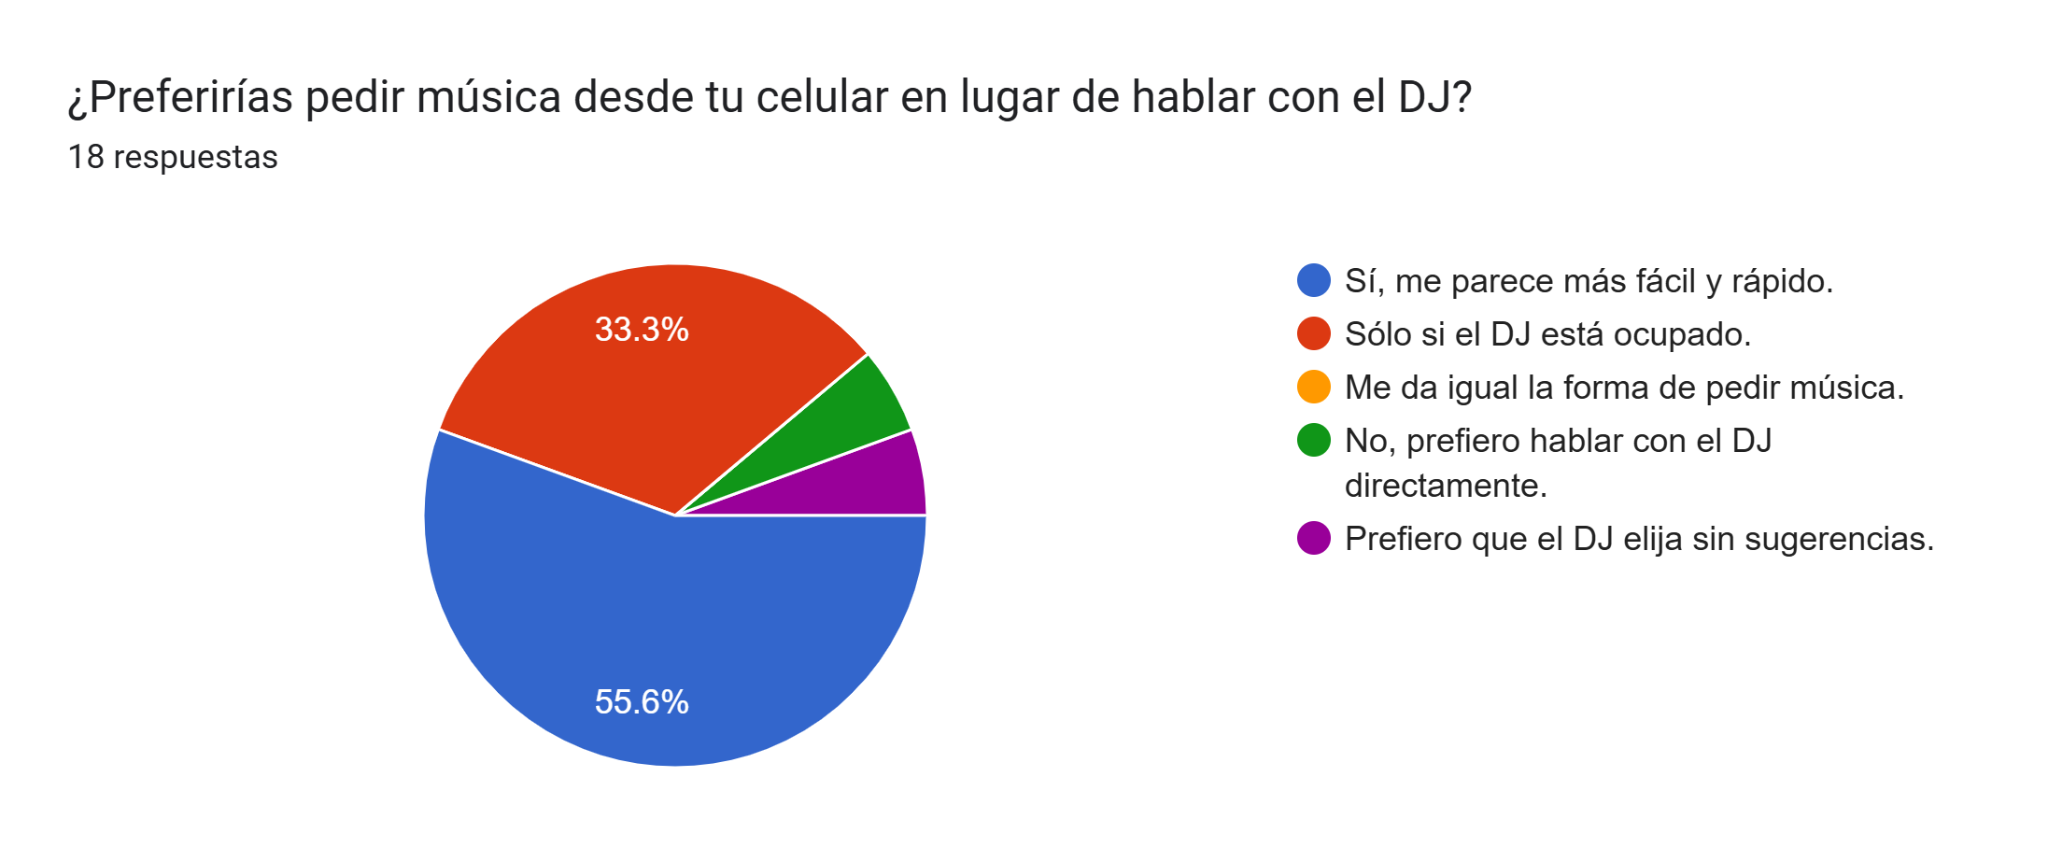 ¿Preferirías pedir música desde tu celular en lugar de hablar con el DJ?
18 respuestas
33.3%
55.6%
Sí, me parece más fácil y rápido.
Sólo si el DJ está ocupado.
Me da igual la forma de pedir música.
No, prefiero hablar con el DJ
directamente.
Prefiero que el DJ elija sin sugerencias.